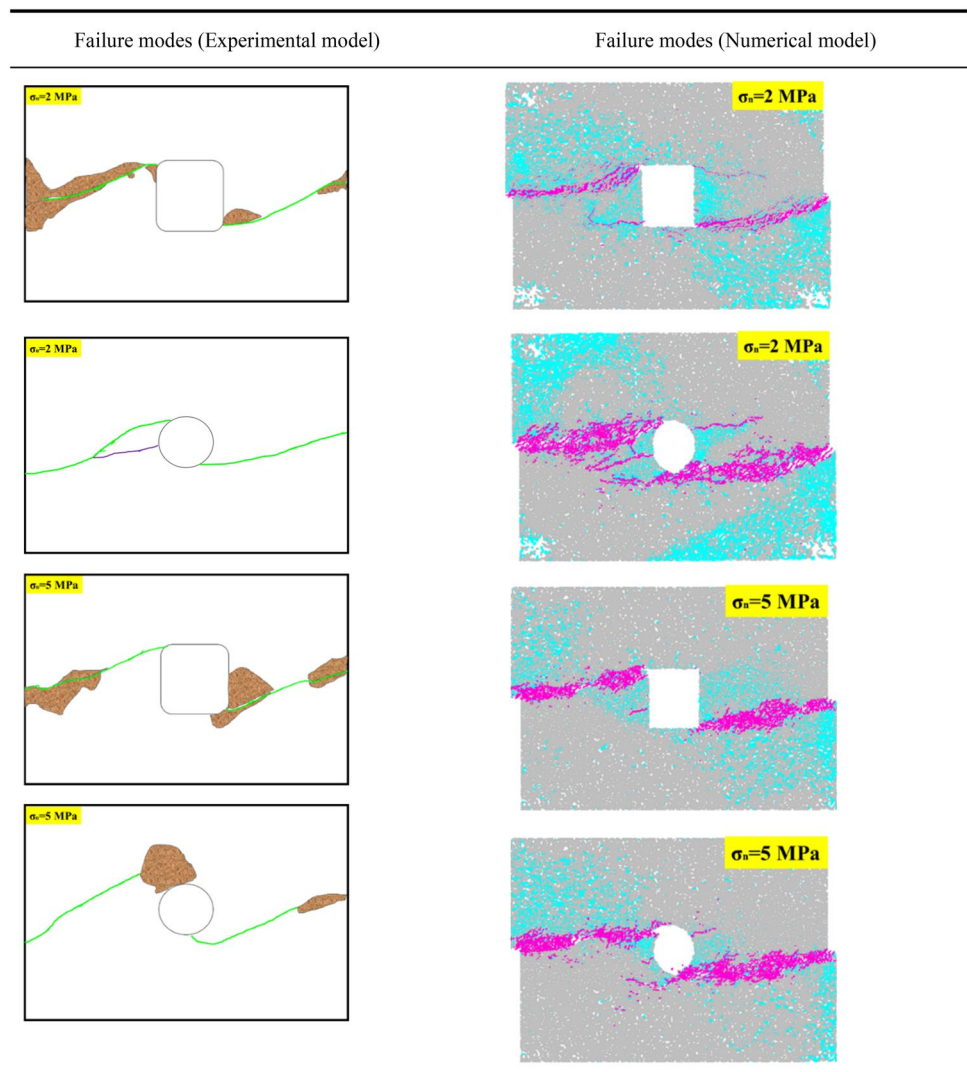 Failure modes (Experimental model)
Failure modes (Numerical model)
σₙ=2 MPa
σₙ=2 MPa
σₙ=2 MPa
σₙ=2 MPa
σₙ=5 MPa
σₙ=5 MPa
σₙ=5 MPa
σₙ=5 MPa